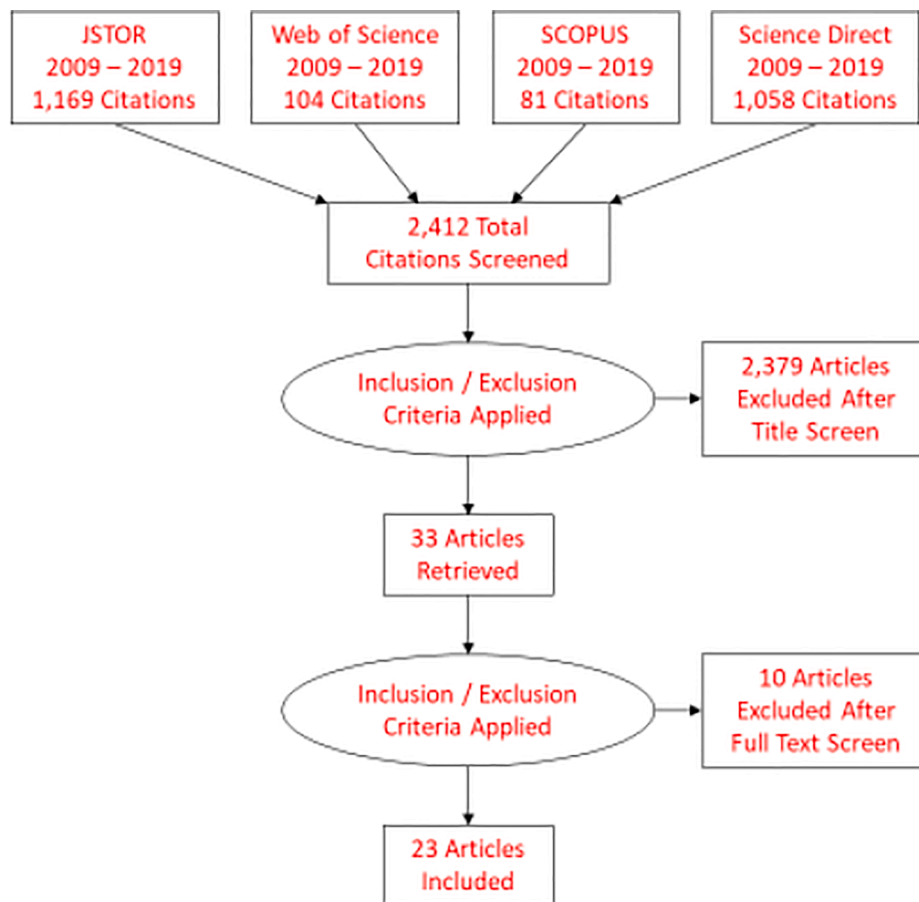 JSTOR
2009 – 2019
1,169 Citations
Web of Science
2009 – 2019
104 Citations
SCOPUS
2009 – 2019
81 Citations
Science Direct
2009 – 2019
1,058 Citations
2,412 Total
Citations Screened
Inclusion / Exclusion
Criteria Applied
2,379 Articles
Excluded After
Title Screen
33 Articles
Retrieved
Inclusion / Exclusion
Criteria Applied
10 Articles
Excluded After
Full Text Screen
23 Articles
Included